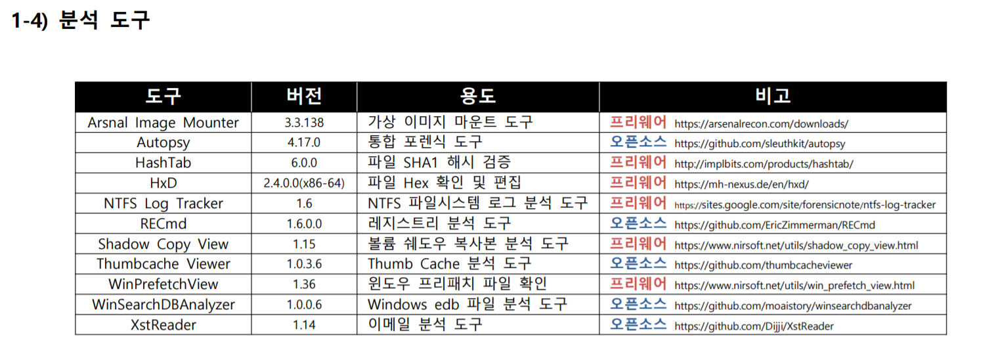 1-4) 분석 도구
도구 버전 용도 비고
Arsnal Image Mounter 3.3.138 가상 이미지 마운트 도구 프리웨어 https://arsenalrecon.com/downloads/
Autopsy 4.17.0 통합 포렌식 도구 오픈소스 https://github.com/sleuthkit/autopsy
HashTab 6.0.0 파일 SHA1 해시 검증 프리웨어 http://implbits.com/products/hashtab/
HxD 2.4.0.0(x86-64) 파일 Hex 확인 및 편집 프리웨어 https://mh-nexus.de/en/hxd/
NTFS Log Tracker 1.6 NTFS 파일시스템 로그 분석 도구 프리웨어 https://sites.google.com/site/forensicnote/ntfs-log-tracker
RECmd 1.6.0.0 레지스트리 분석 도구 오픈소스 https://github.com/EricZimmerman/RECmd
Shadow Copy View 1.15 볼륨 쉐도우 복사본 분석 도구 프리웨어 https://www.nirsoft.net/utils/shadow_copy_view.html
Thumbcache Viewer 1.0.3.6 Thumb Cache 분석 도구 오픈소스 https://github.com/thumbcacheviewer
WinPrefetchView 1.36 윈도우 프리패치 파일 확인 프리웨어 https://www.nirsoft.net/utils/win_prefetch_view.html
WinSearchDBAnalyzer 1.0.0.6 Windows edb 파일 분석 도구 오픈소스 https://github.com/moaistory/winsearchdbanalyzer
XstReader 1.14 이메일 분석 도구 오픈소스 https://github.com/Dijji/XstReader